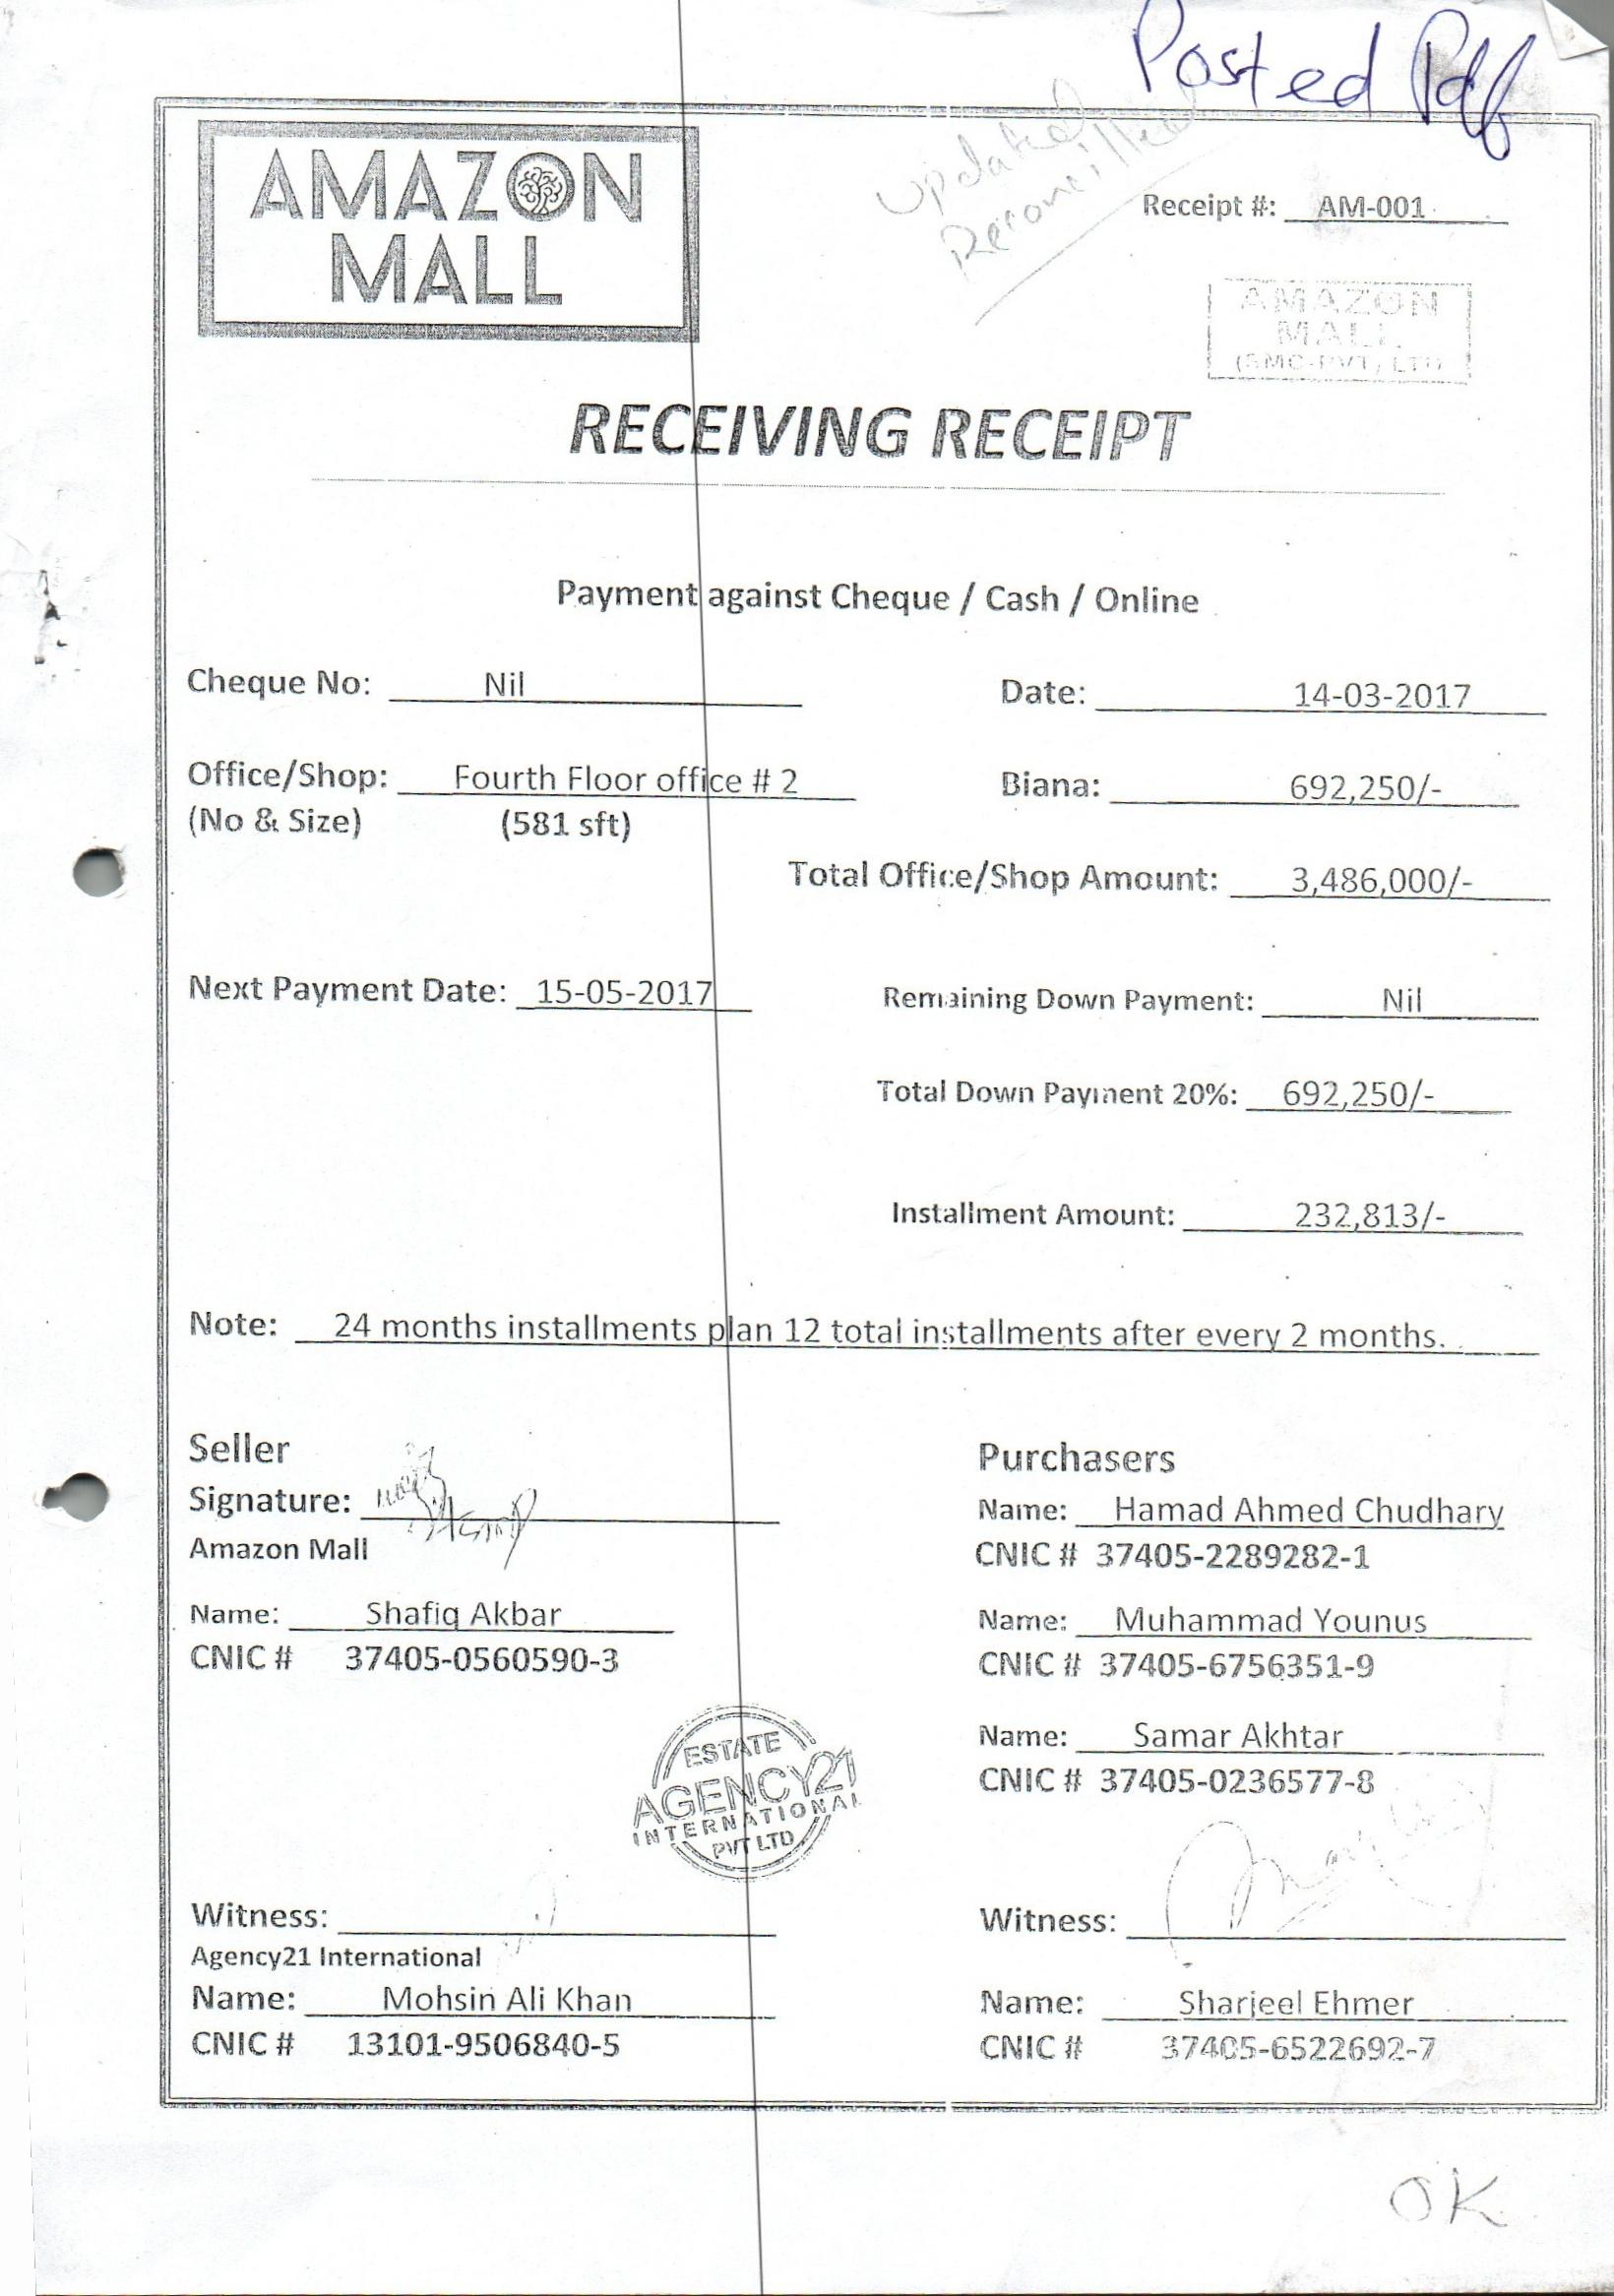 Posted Pdf
Updated
Reconcilled
AMAZON
MALL
Receipt #: AM-001
AMAZON
MALL
(SMC-PVT) LTD
RECEIVING RECEIPT
Payment against Cheque / Cash / Online
Cheque No: Nil
Date: 14-03-2017
Office/Shop: Fourth Floor office # 2
Biana: 692,250/-
(No & Size) (581 sft)
Total Office/Shop Amount: 3,486,000/-
Next Payment Date: 15-05-2017
Remaining Down Payment: Nil
Total Down Payment 20%: 692,250/-
Installment Amount: 232,813/-
Note: 24 months installments plan 12 total installments after every 2 months.
Seller
Signature:
Amazon Mall
Name: Shafiq Akbar
CNIC # 37405-0560590-3
Purchasers
Name: Hamad Ahmed Chudhary
CNIC # 37405-2289282-1
Name: Muhammad Younus
CNIC # 37405-6756351-9
Name: Samar Akhtar
CNIC # 37405-0236577-8
ESTATE
AGENCY21
INTERNATIONAL
PVT LTD
Witness:
Agency21 International
Name: Mohsin Ali Khan
CNIC # 13101-9506840-5
Witness:
Name: Sharjeel Ehmer
CNIC # 37405-6522692-7
OK